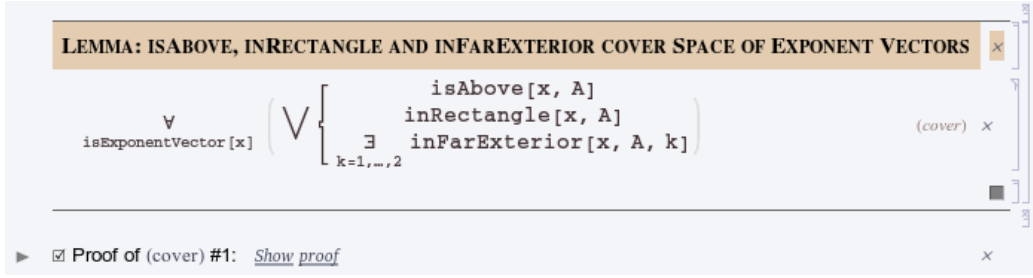 LEMMA: ISABOVE, INRECTANGLE AND INFAREXTERIOR COVER SPACE OF EXPONENT VECTORS ×
∀
isExponentVector[x]
⋁ { isAbove[x, A]
inRectangle[x, A]
∃ inFarExterior[x, A, k]
k=1,…,2
(cover) ×
► ☑ Proof of (cover) #1: Show proof ×